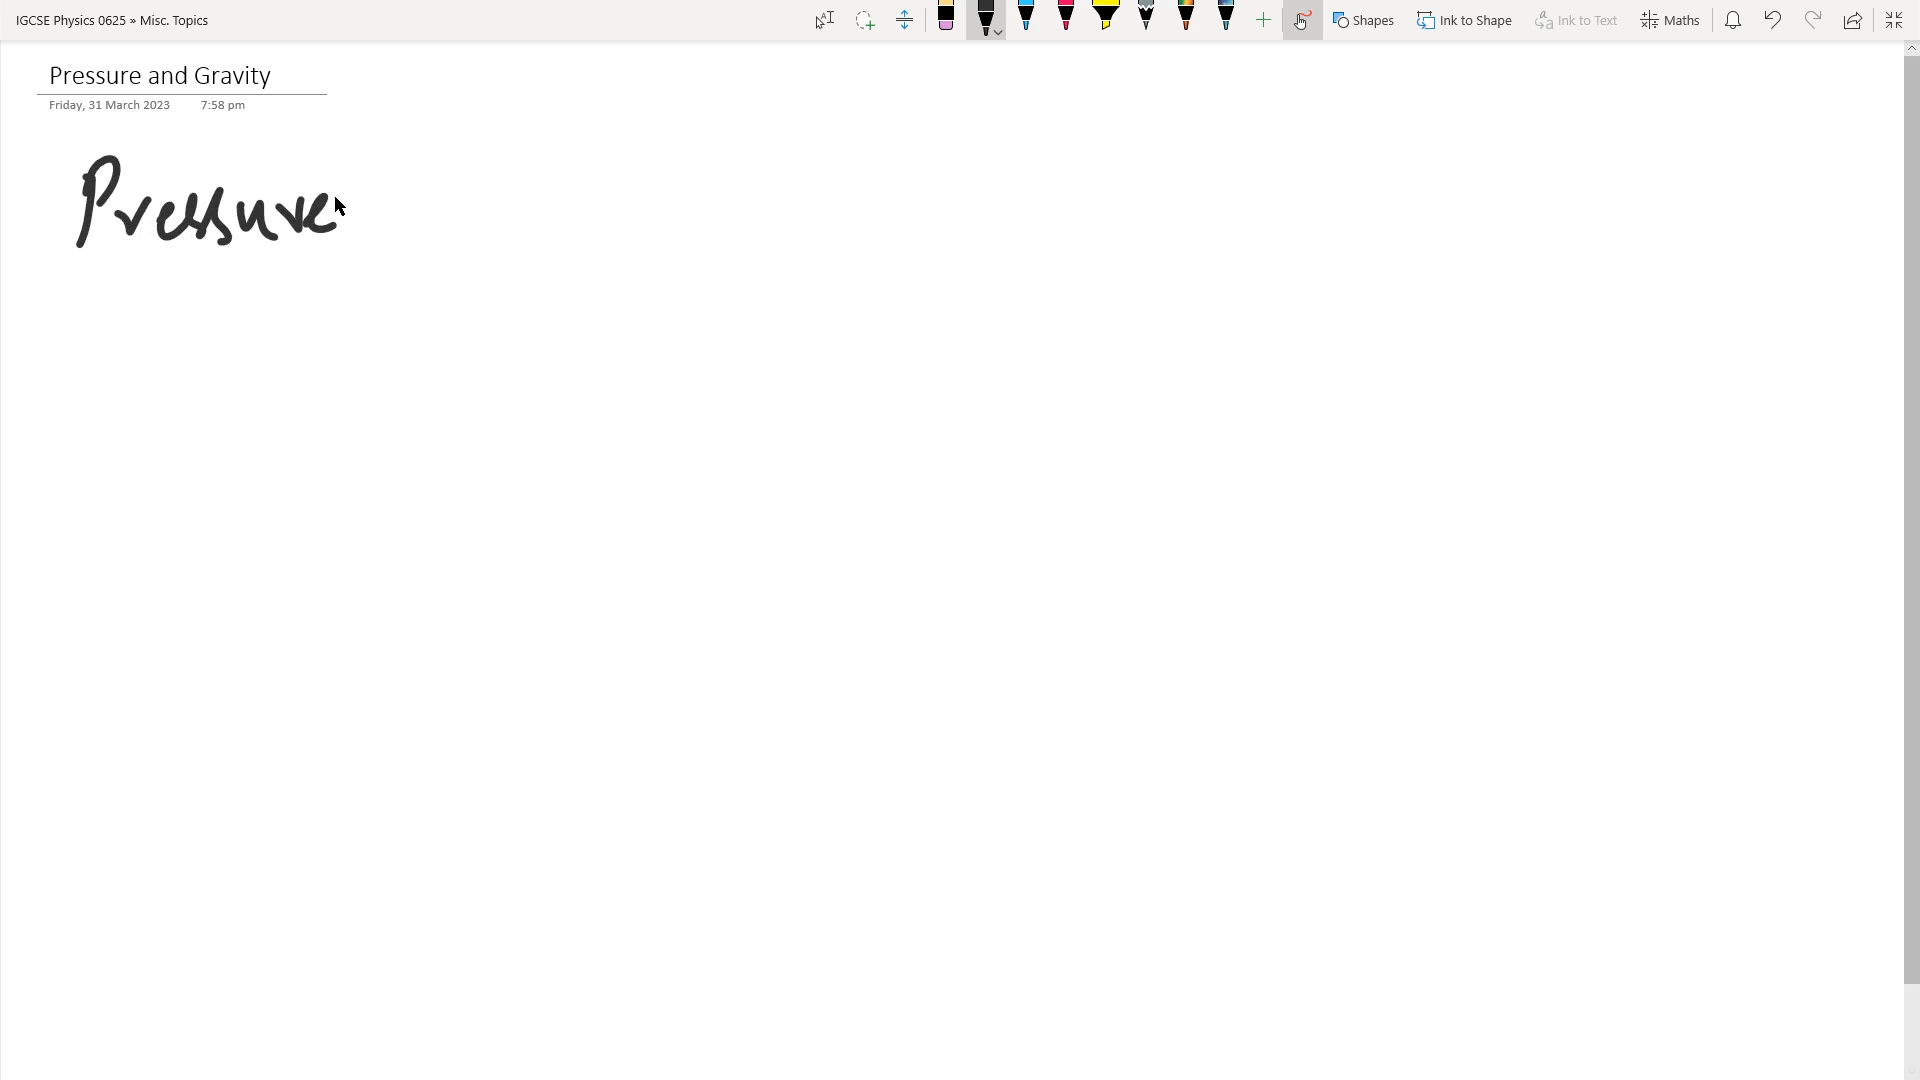 IGCSE Physics 0625 » Misc. Topics
Shapes
Ink to Shape
Ink to Text
Maths
Pressure and Gravity
Friday, 31 March 2023 7:58 pm
Pressure